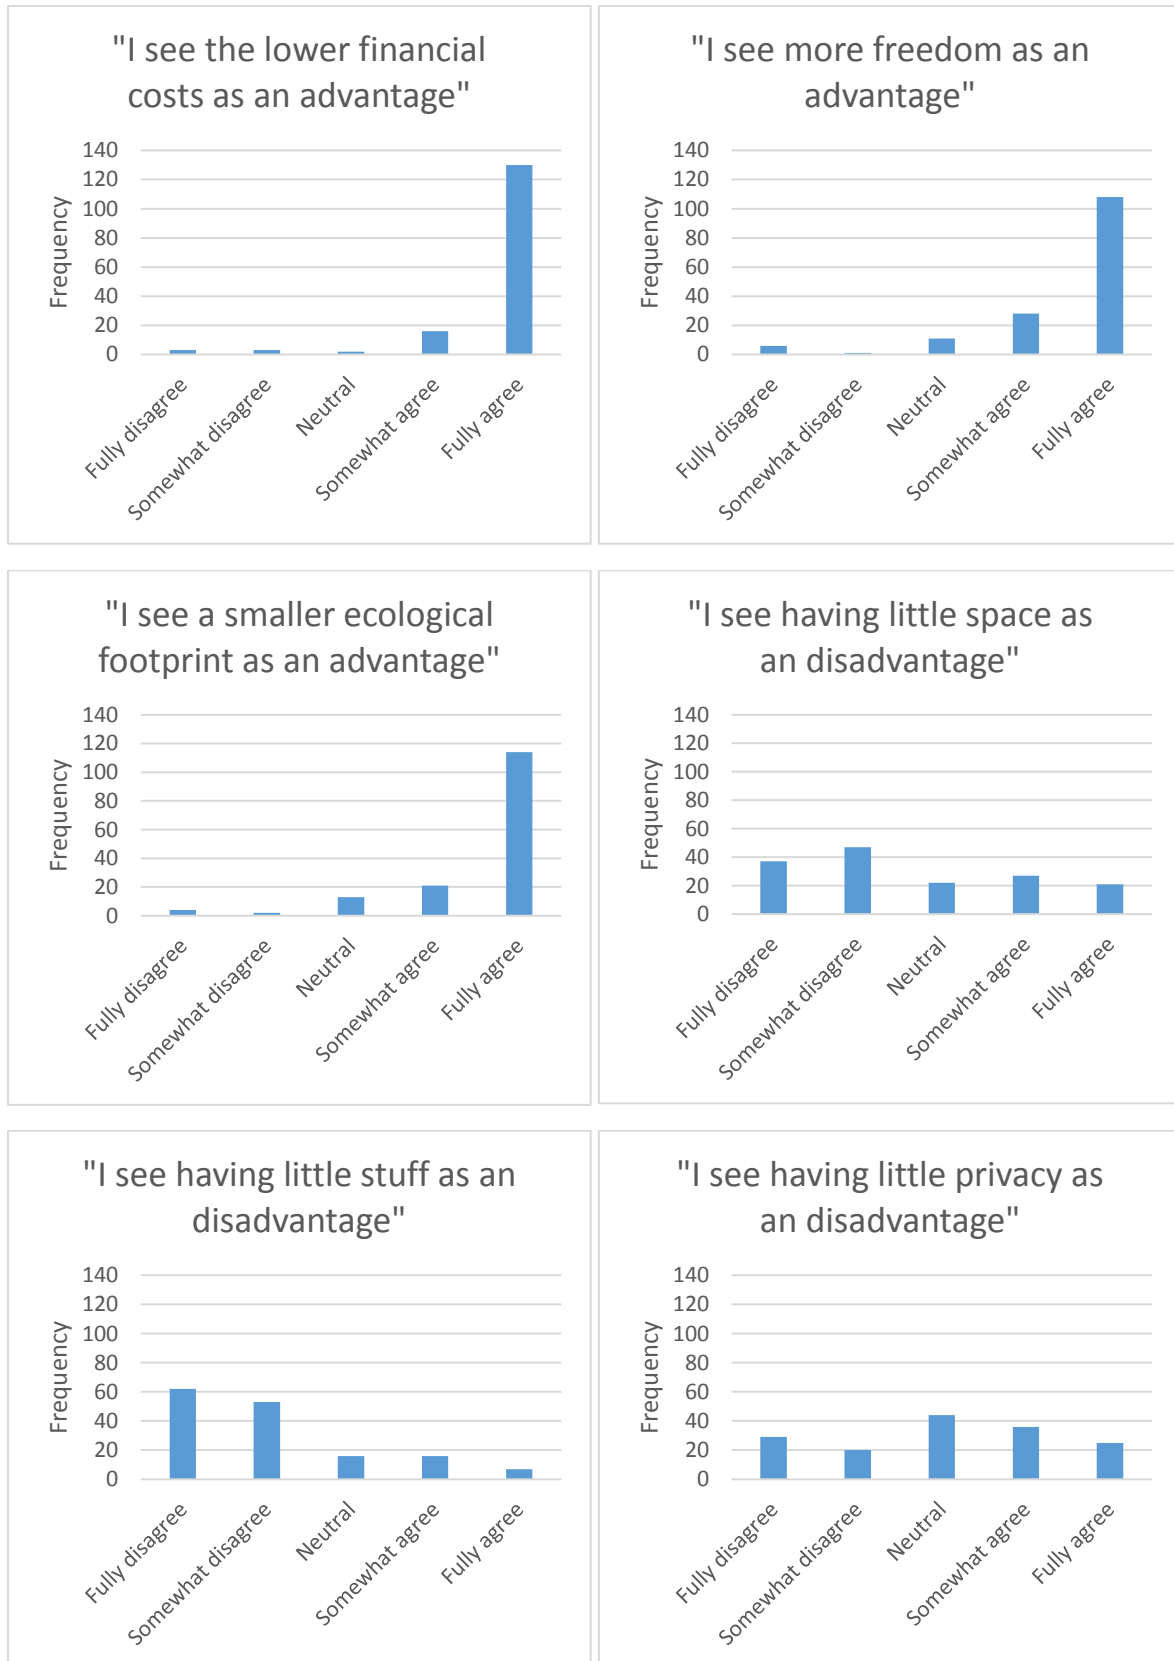 "I see the lower financial
costs as an advantage"
Frequency
140
120
100
80
60
40
20
0
Fully disagree
Somewhat disagree
Neutral
Somewhat agree
Fully agree
"I see more freedom as an
advantage"
Frequency
140
120
100
80
60
40
20
0
Fully disagree
Somewhat disagree
Neutral
Somewhat agree
Fully agree
"I see a smaller ecological
footprint as an advantage"
Frequency
140
120
100
80
60
40
20
0
Fully disagree
Somewhat disagree
Neutral
Somewhat agree
Fully agree
"I see having little space as
an disadvantage"
Frequency
140
120
100
80
60
40
20
0
Fully disagree
Somewhat disagree
Neutral
Somewhat agree
Fully agree
"I see having little stuff as an
disadvantage"
Frequency
140
120
100
80
60
40
20
0
Fully disagree
Somewhat disagree
Neutral
Somewhat agree
Fully agree
"I see having little privacy as
an disadvantage"
Frequency
140
120
100
80
60
40
20
0
Fully disagree
Somewhat disagree
Neutral
Somewhat agree
Fully agree